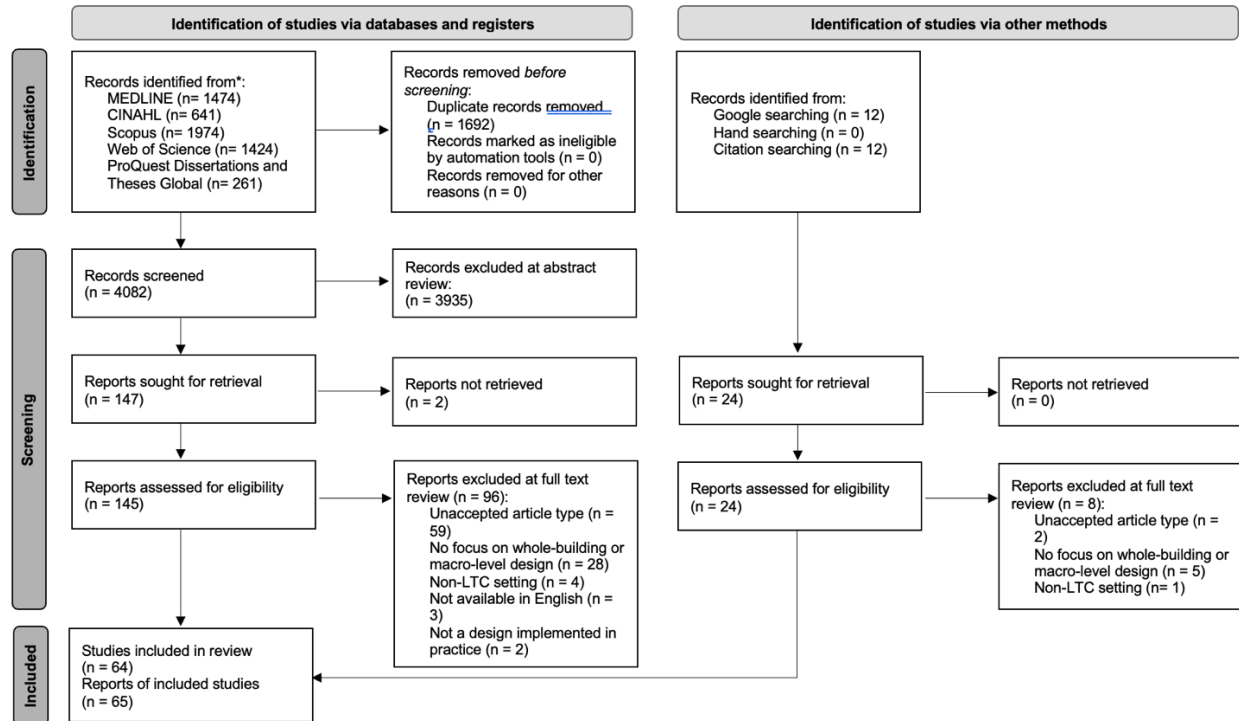 Identification of studies via databases and registers
Identification of studies via other methods
Identification
Records identified from*:
MEDLINE (n= 1474)
CINAHL (n= 641)
Scopus (n= 1974)
Web of Science (n= 1424)
ProQuest Dissertations and
Theses Global (n= 261)
Records removed before
screening:
Duplicate records removed
(n = 1692)
Records marked as ineligible
by automation tools (n = 0)
Records removed for other
reasons (n = 0)
Records identified from:
Google searching (n = 12)
Hand searching (n = 0)
Citation searching (n = 12)
Screening
Records screened
(n = 4082)
Records excluded at abstract
review:
(n = 3935)
Reports sought for retrieval
(n = 147)
Reports not retrieved
(n = 2)
Reports sought for retrieval
(n = 24)
Reports not retrieved
(n = 0)
Reports assessed for eligibility
(n = 145)
Reports excluded at full text
review (n = 96):
Unaccepted article type (n =
59)
No focus on whole-building or
macro-level design (n = 28)
Non-LTC setting (n = 4)
Not available in English (n =
3)
Not a design implemented in
practice (n = 2)
Reports assessed for eligibility
(n = 24)
Reports excluded at full text
review (n = 8):
Unaccepted article type (n =
2)
No focus on whole-building or
macro-level design (n = 5)
Non-LTC setting (n= 1)
Included
Studies included in review
(n = 64)
Reports of included studies
(n = 65)